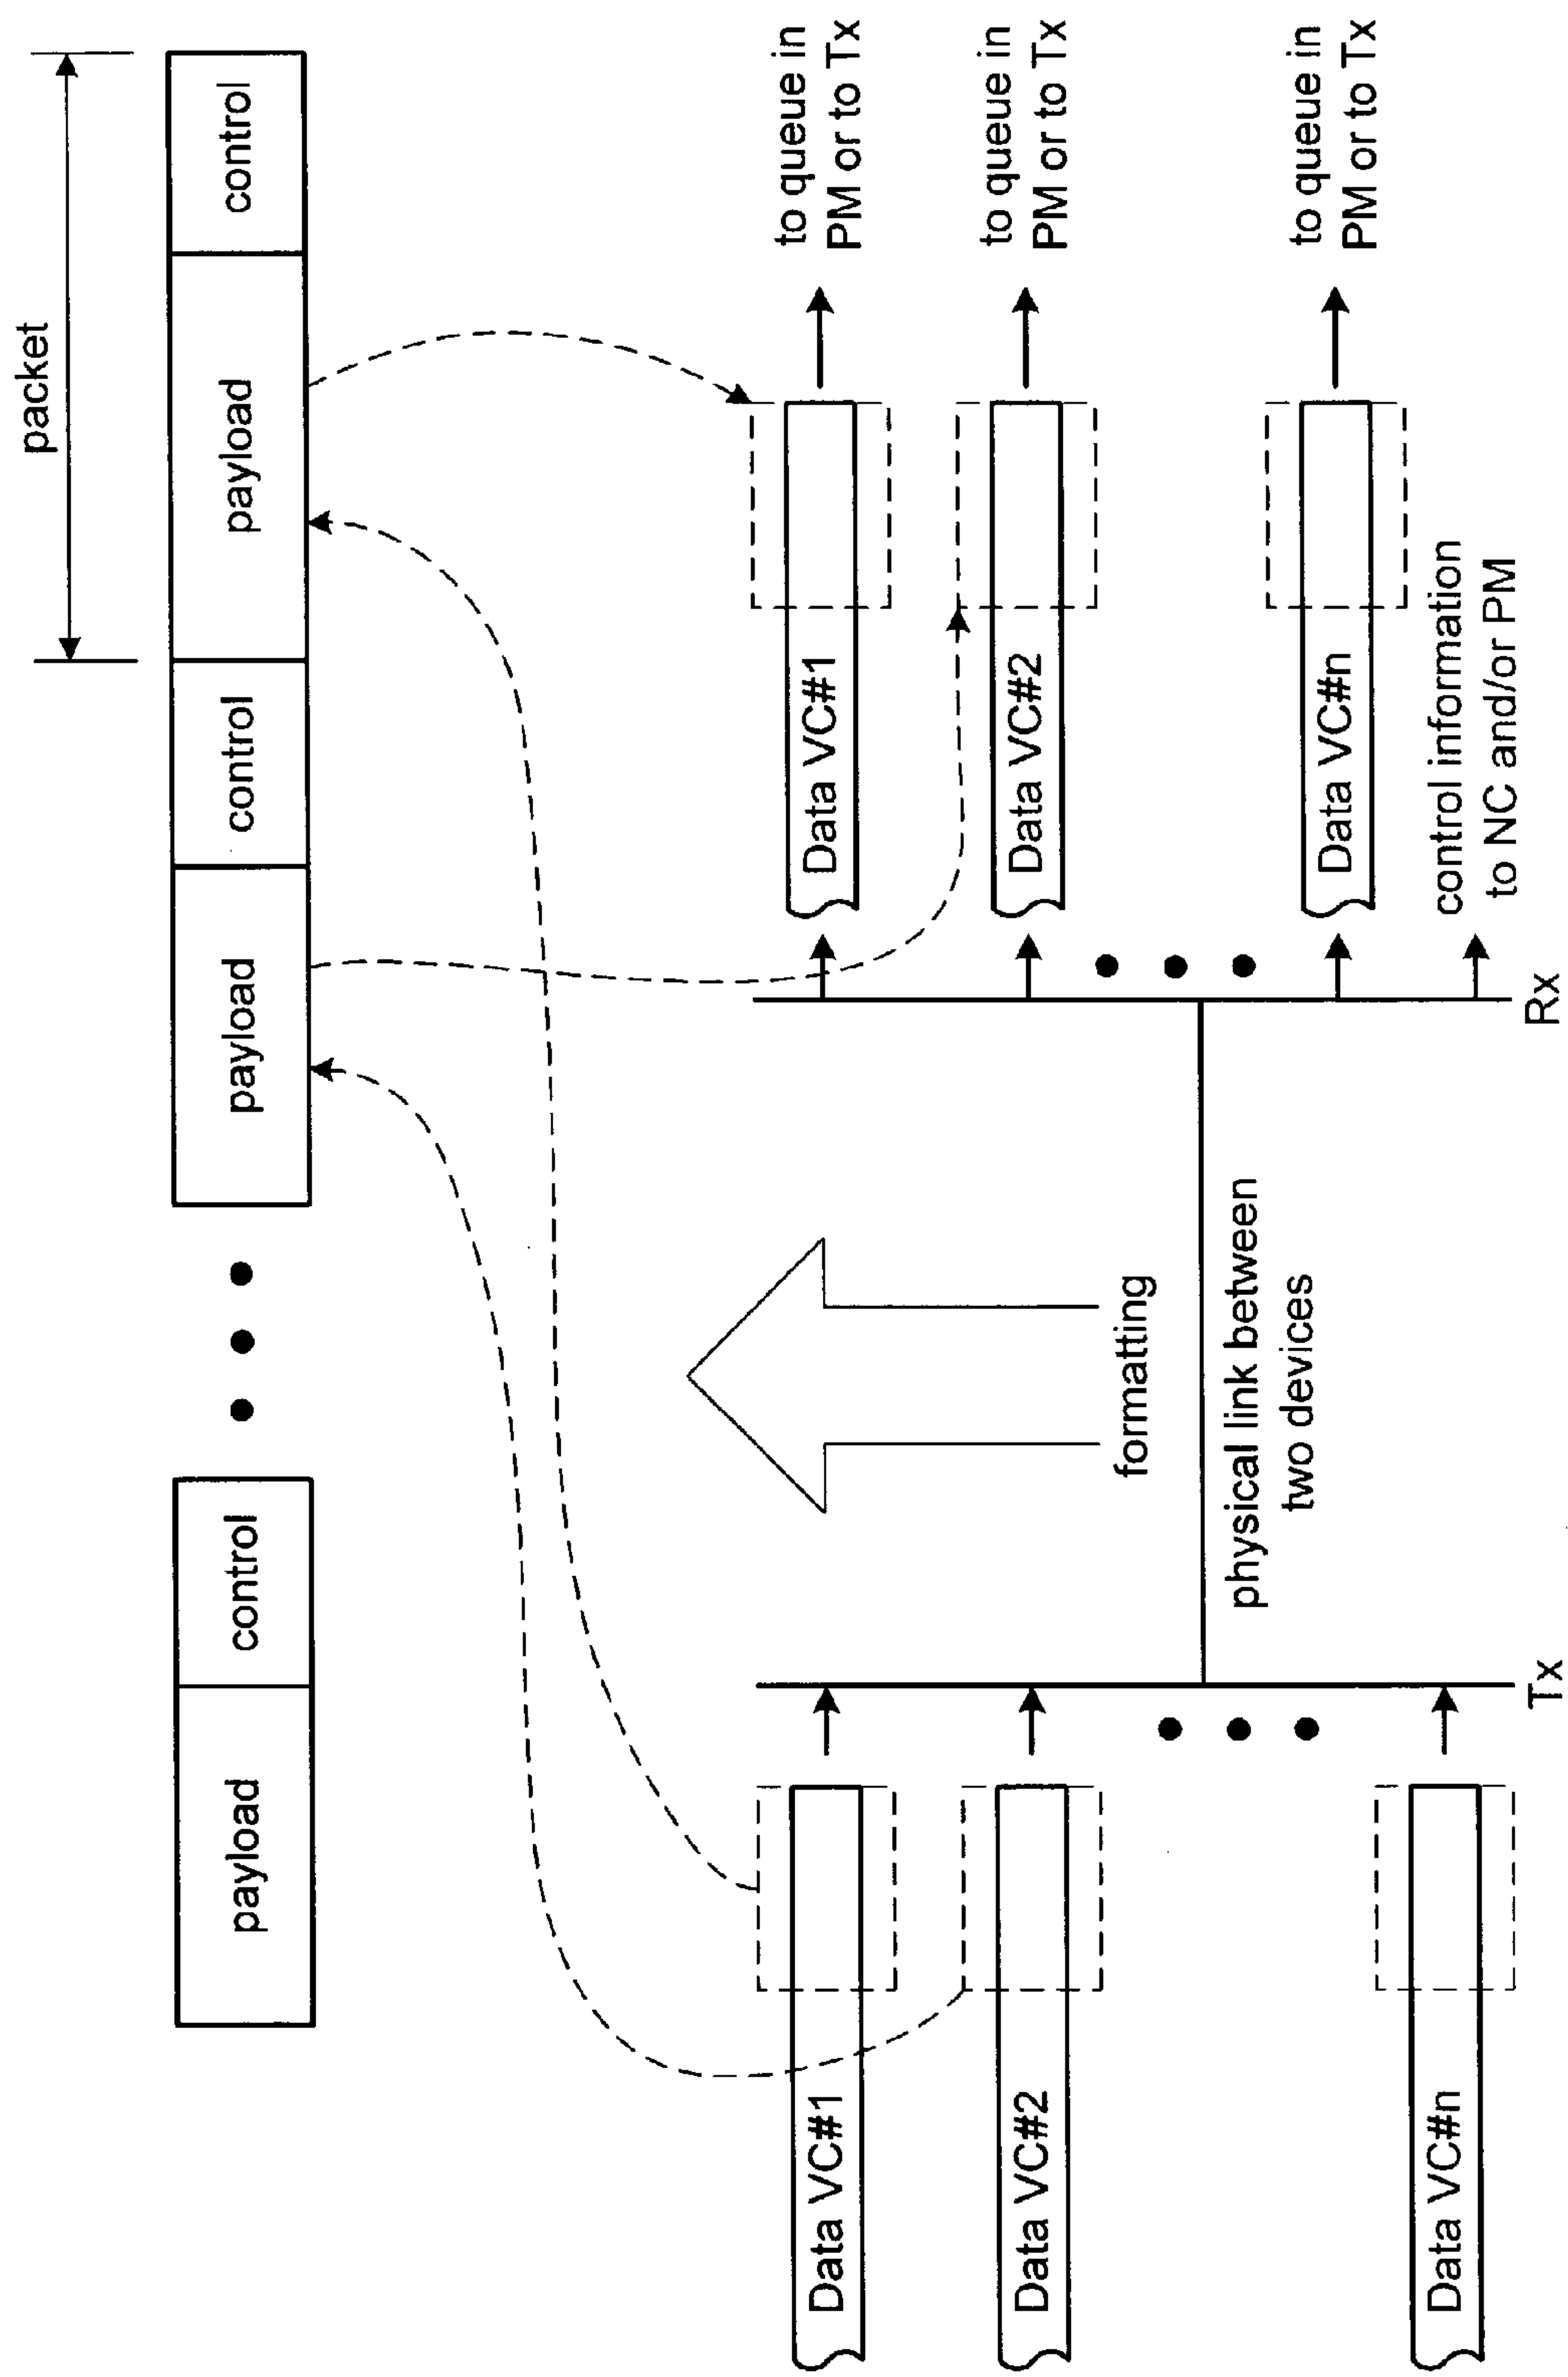 packet
payload
control
payload
control
payload
control
formatting
physical link between
two devices
Data VC#1
Data VC#2
Data VC#n
Tx
Data VC#1
Data VC#2
Data VC#n
Rx
to queue in
PM or to Tx
to queue in
PM or to Tx
to queue in
PM or to Tx
control information
to NC and/or PM